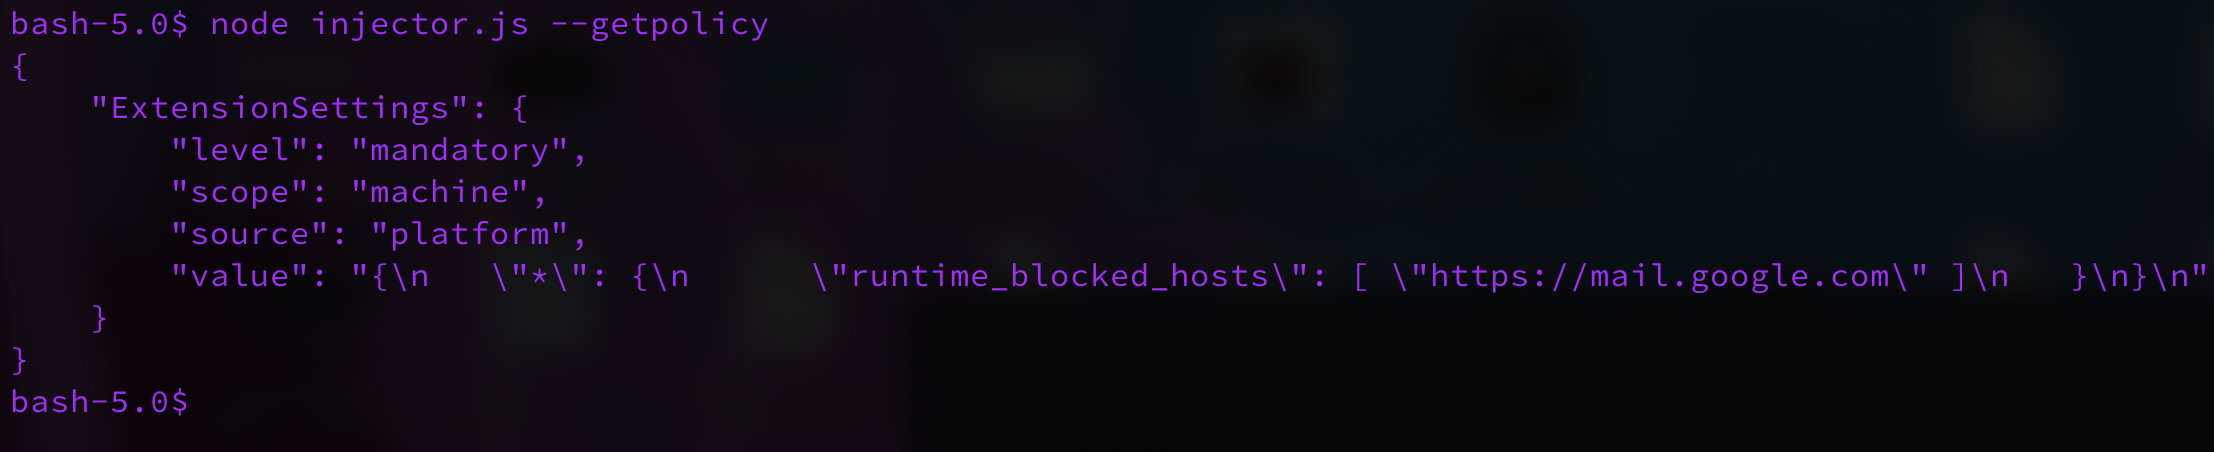 bash-5.0$ node injector.js --getpolicy
{
    "ExtensionSettings": {
        "level": "mandatory",
        "scope": "machine",
        "source": "platform",
        "value": "{\n   \"*\": {\n      \"runtime_blocked_hosts\": [ \"https://mail.google.com\" ]\n   }\n}\n"
    }
}
bash-5.0$